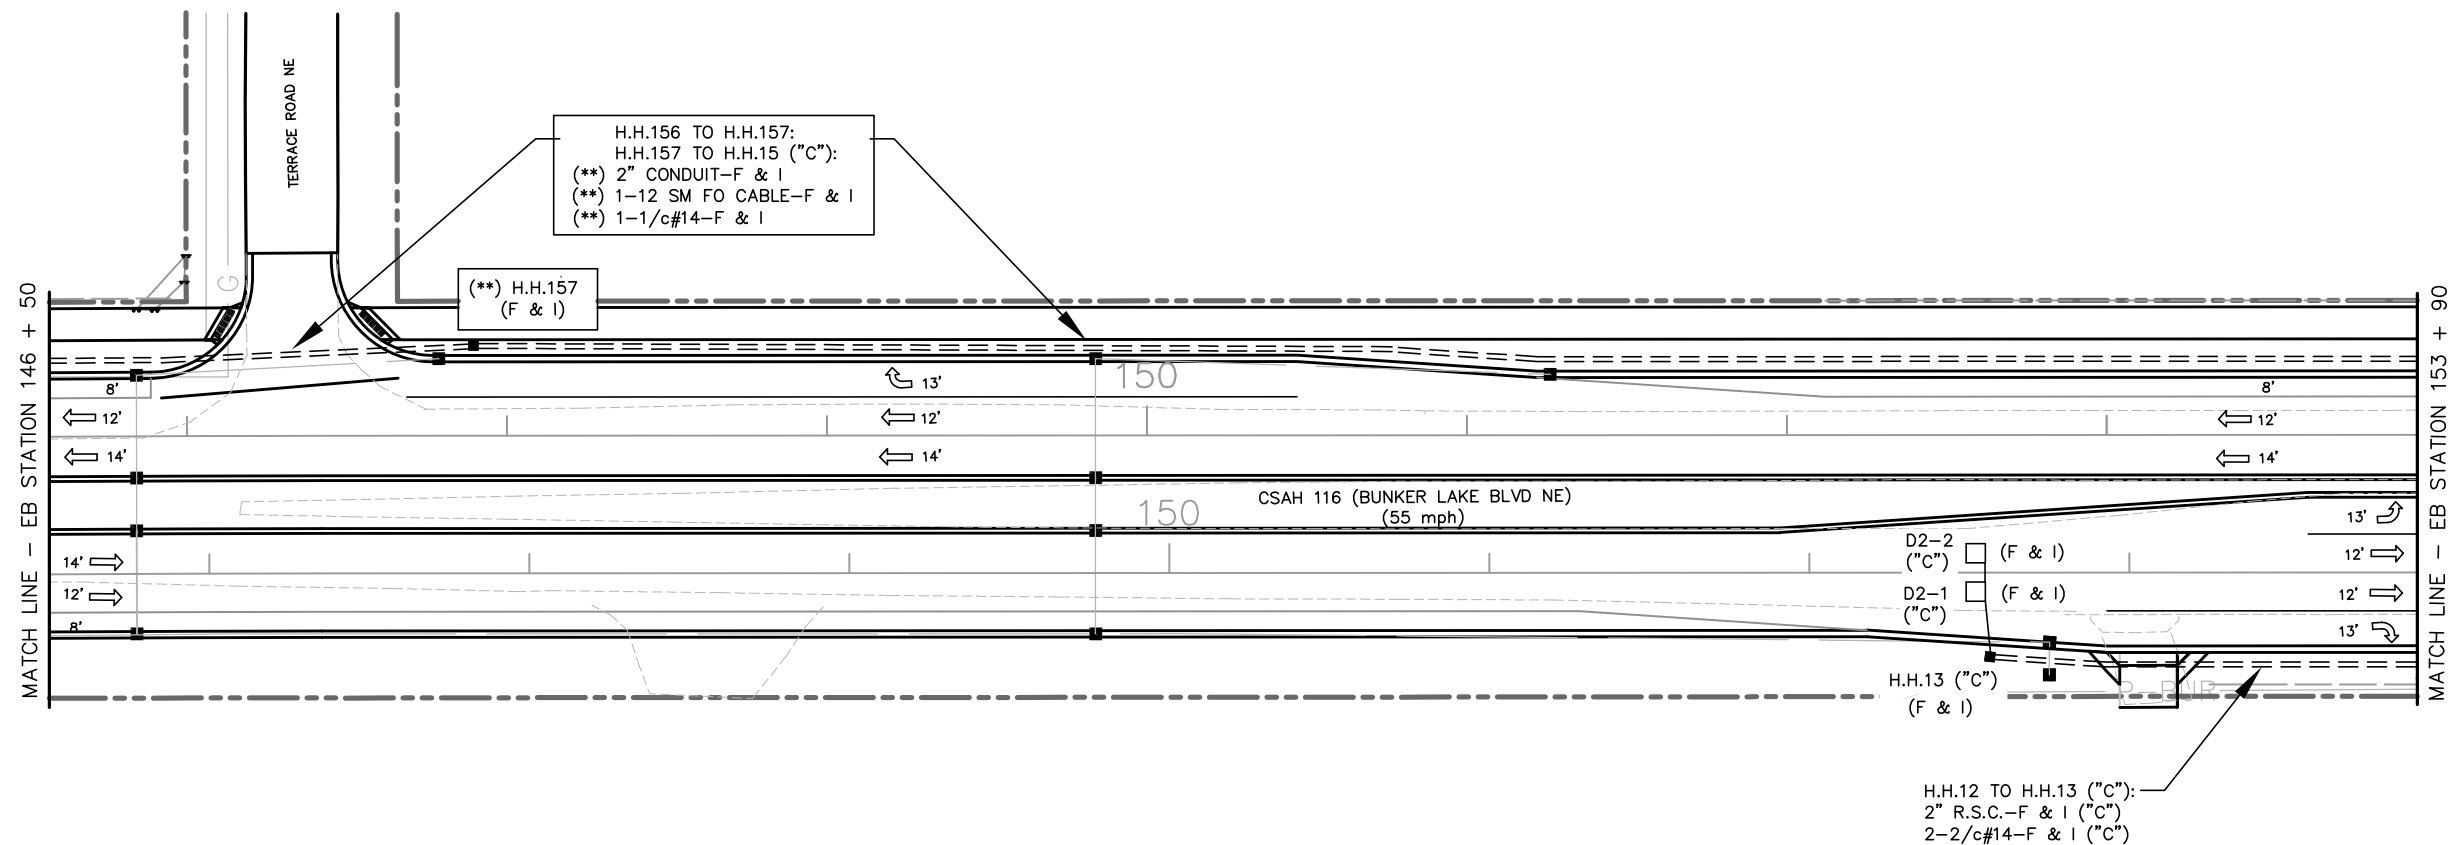 TERRACE ROAD NE
H.H.156 TO H.H.157:
H.H.157 TO H.H.15 ("C"):
(**) 2" CONDUIT-F & I
(**) 1-12 SM FO CABLE-F & I
(**) 1-1/c#14-F & I
G
(**) H.H.157
(F & I)
MATCH LINE - EB STATION 146 + 50
MATCH LINE - EB STATION 153 + 90
8'
13'
150
8'
12'
12'
12'
14'
14'
14'
CSAH 116 (BUNKER LAKE BLVD NE)
(55 mph)
150
13'
14'
D2-2
("C")
(F & I)
12'
12'
D2-1
("C")
(F & I)
12'
8'
13'
H.H.13 ("C")
(F & I)
P-BUR
H.H.12 TO H.H.13 ("C"):
2" R.S.C.-F & I ("C")
2-2/c#14-F & I ("C")